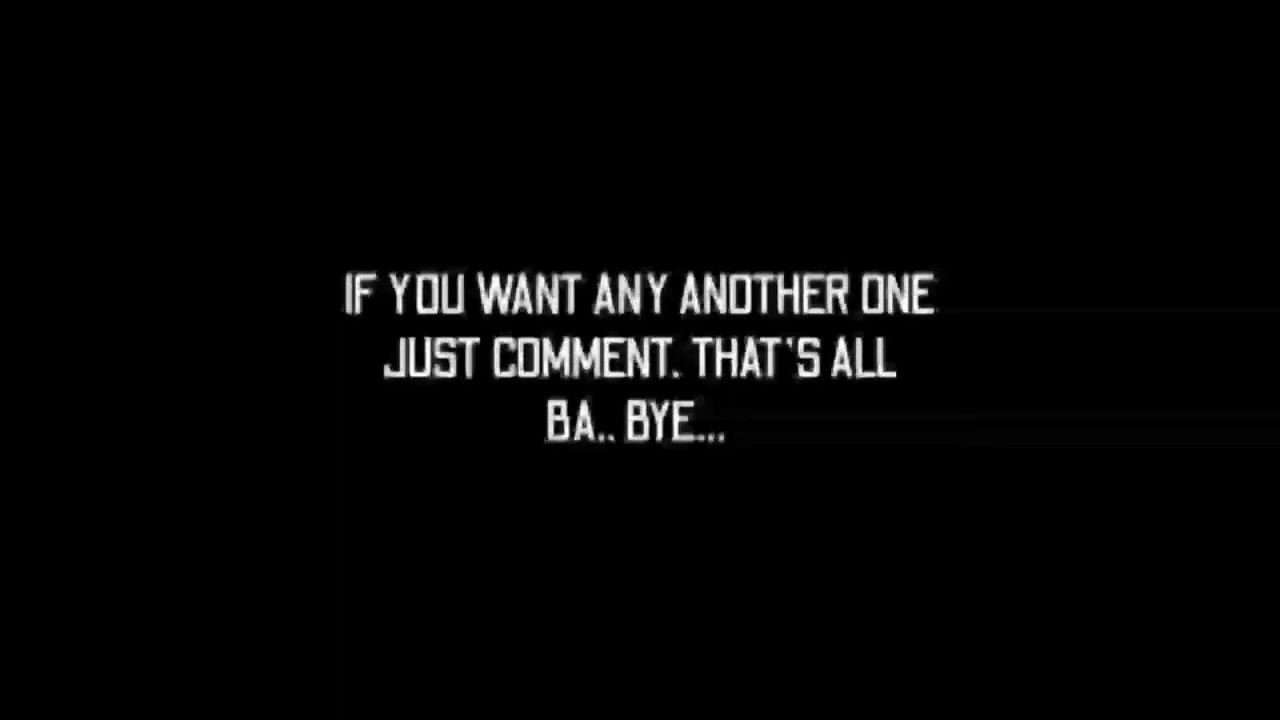 IF YOU WANT ANY ANOTHER ONE
JUST COMMENT. THAT'S ALL
BA.. BYE...